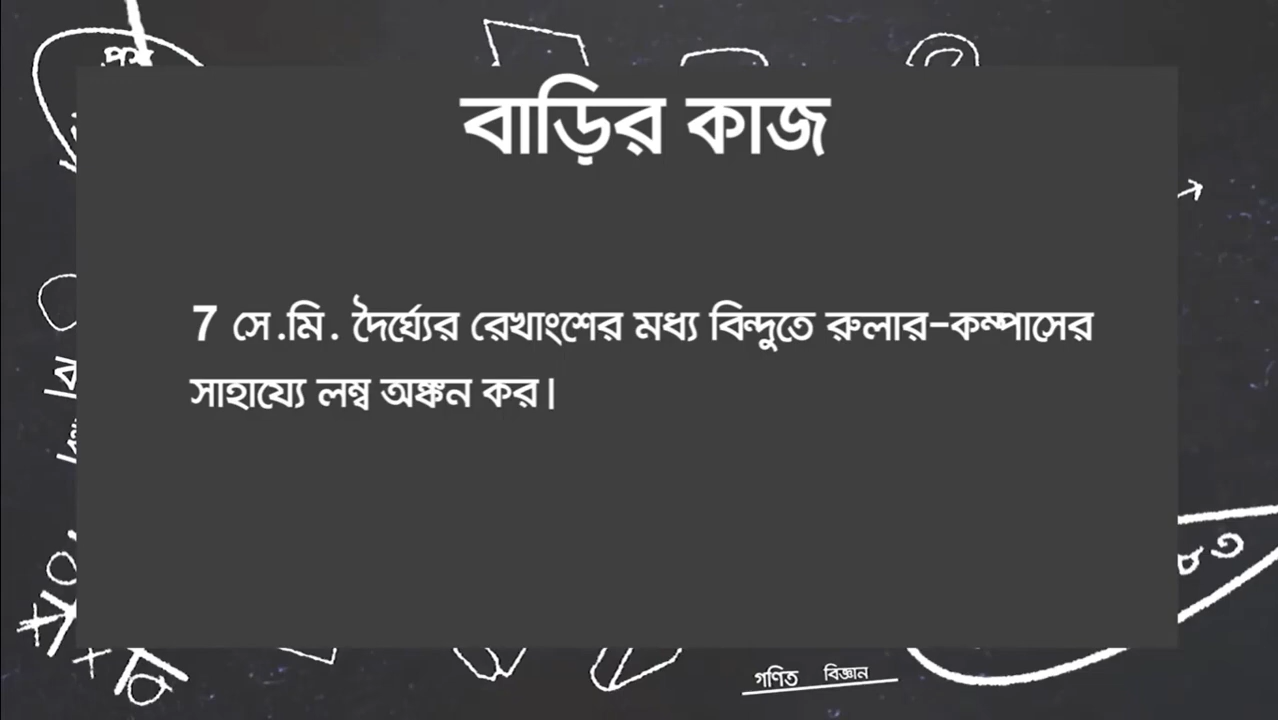 বাড়ির কাজ
7 সে.মি. দৈর্ঘ্যের রেখাংশের মধ্য বিন্দুতে রুলার-কম্পাসের
সাহায্যে লম্ব অঙ্কন কর।
গণিত বিজ্ঞান